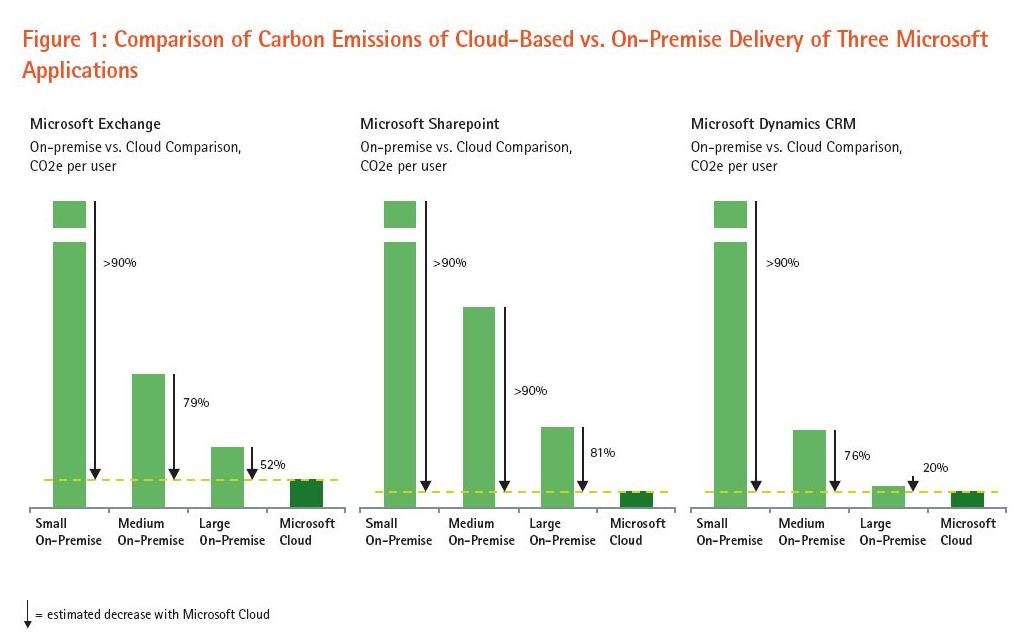 Figure 1: Comparison of Carbon Emissions of Cloud-Based vs. On-Premise Delivery of Three Microsoft
Applications
Microsoft Exchange
On-premise vs. Cloud Comparison,
CO2e per user
>90%
79%
52%
Small
On-Premise
Medium
On-Premise
Large
On-Premise
Microsoft
Cloud
Microsoft Sharepoint
On-premise vs. Cloud Comparison,
CO2e per user
>90%
>90%
81%
Small
On-Premise
Medium
On-Premise
Large
On-Premise
Microsoft
Cloud
Microsoft Dynamics CRM
On-premise vs. Cloud Comparison,
CO2e per user
>90%
76%
20%
Small
On-Premise
Medium
On-Premise
Large
On-Premise
Microsoft
Cloud
= estimated decrease with Microsoft Cloud